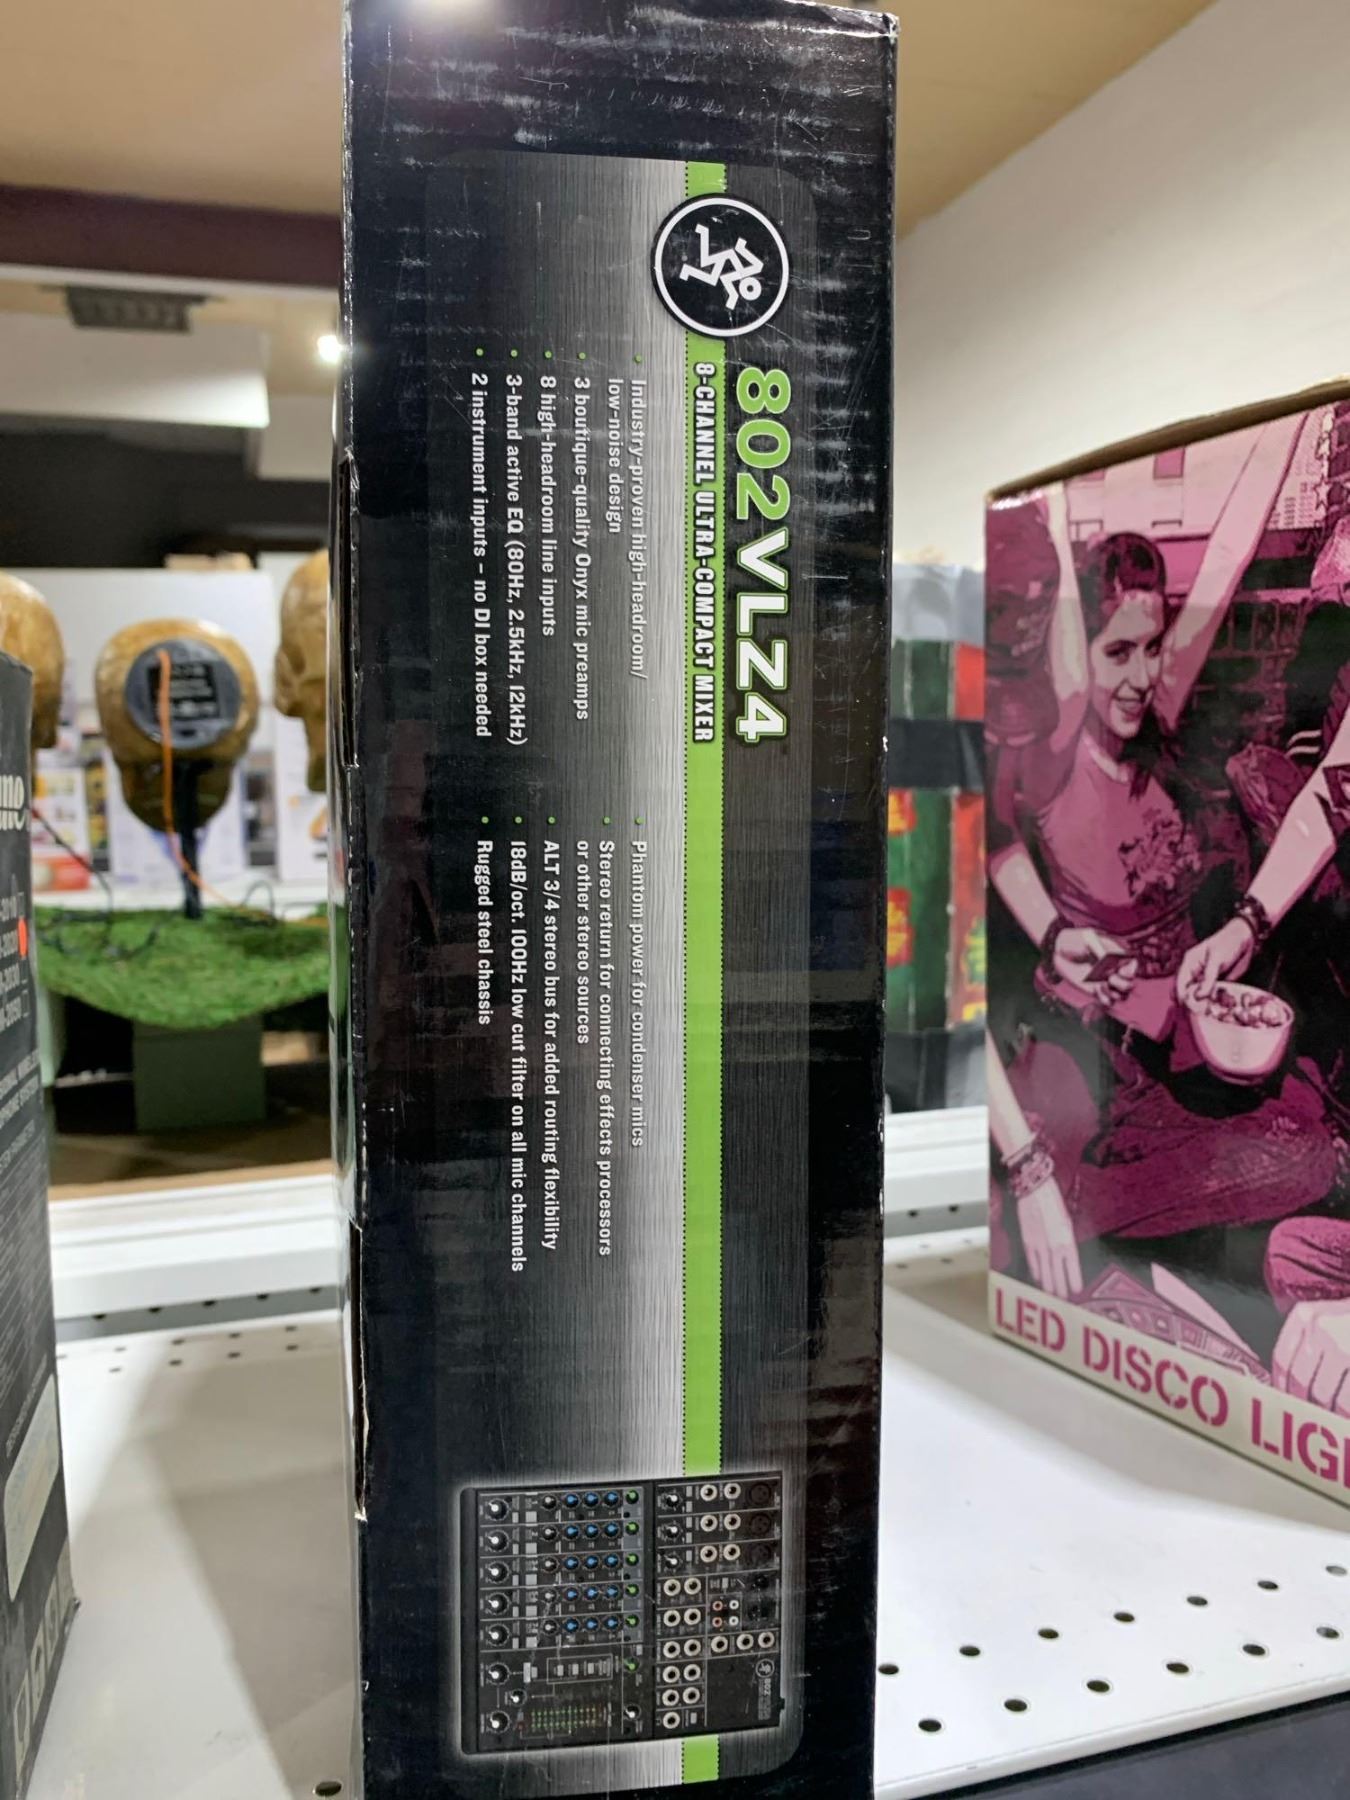 802VLZ4
8-CHANNEL ULTRA-COMPACT MIXER
• Industry-proven high-headroom/
low-noise design
• 3 boutique-quality Onyx mic preamps
• 8 high-headroom line inputs
• 3-band active EQ (80Hz, 2.5kHz, 12kHz)
• 2 instrument inputs – no DI box needed
• Phantom power for condenser mics
• Stereo return for connecting effects processors
or other stereo sources
• ALT 3/4 stereo bus for added routing flexibility
• 18dB/oct. 100Hz low cut filter on all mic channels
• Rugged steel chassis
802
LED DISCO